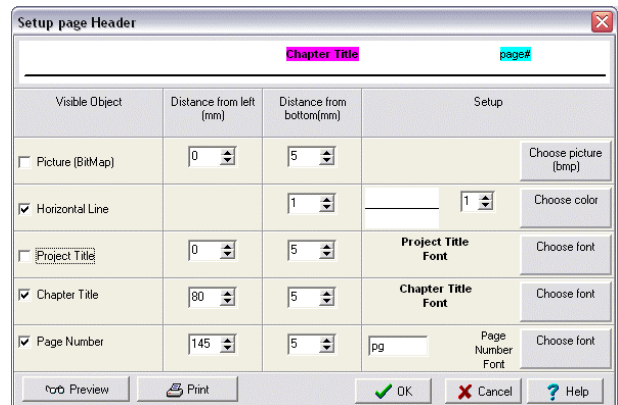 Setup page Header
Chapter Title page#
Visible Object Distance from left (mm) Distance from bottom(mm) Setup
Picture (BitMap) 0 5 Choose picture (bmp)
Horizontal Line 1 1 Choose color
Project Title 0 5 Project Title Font Choose font
Chapter Title 80 5 Chapter Title Font Choose font
Page Number 145 5 pg Page Number Font Choose font
Preview Print OK Cancel ? Help